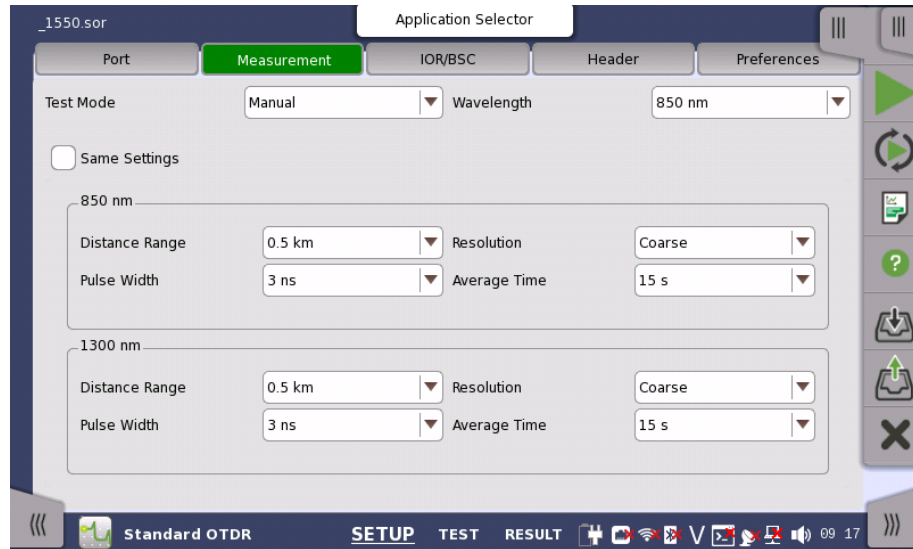 _1550.sor
Application Selector
Port Measurement IOR/BSC Header Preferences
Test Mode Manual Wavelength 850 nm
Same Settings
850 nm
Distance Range 0.5 km Resolution Coarse
Pulse Width 3 ns Average Time 15 s
1300 nm
Distance Range 0.5 km Resolution Coarse
Pulse Width 3 ns Average Time 15 s
Standard OTDR SETUP TEST RESULT V 09 17